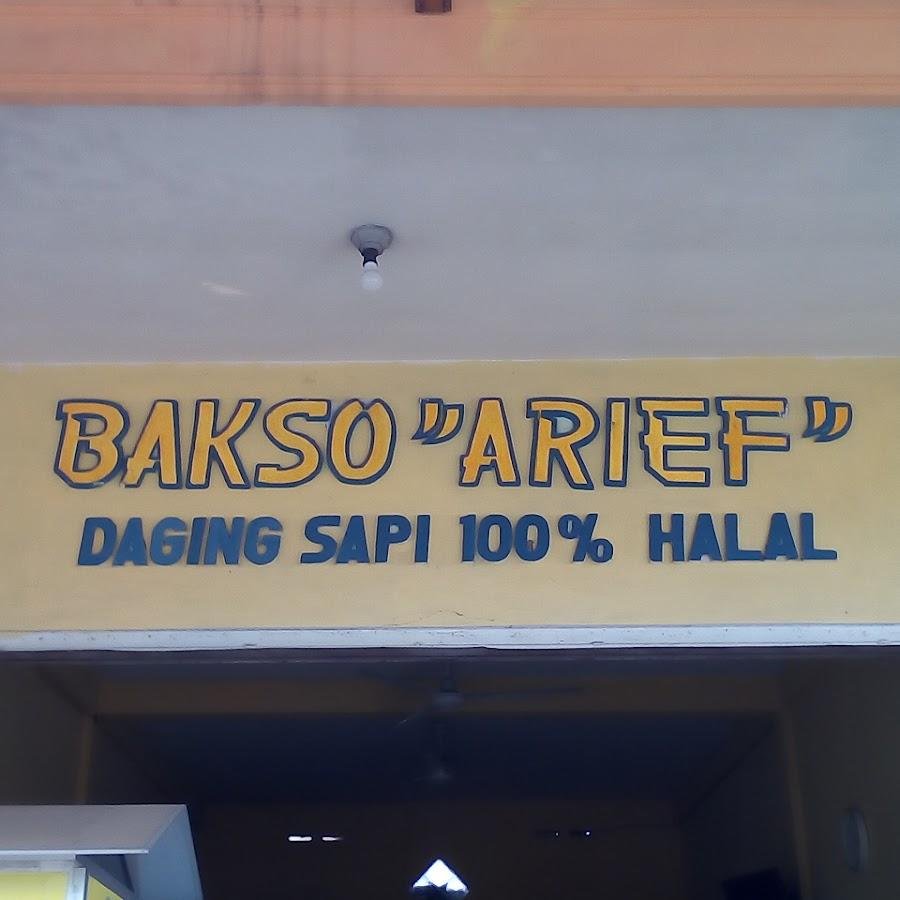 BAKSO "ARIEF"
DAGING SAPI 100% HALAL